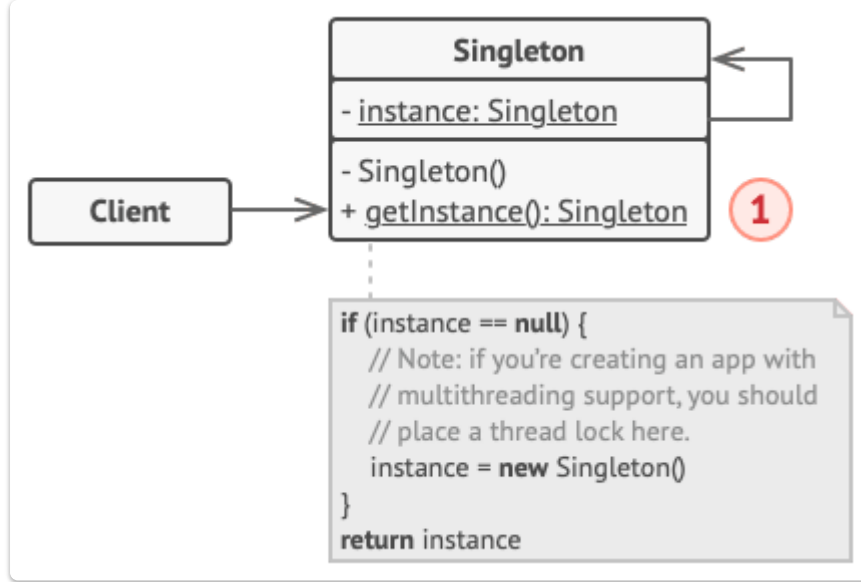 Singleton
- instance: Singleton
- Singleton()
+ getInstance(): Singleton
Client
1
if (instance == null) {
// Note: if you’re creating an app with
// multithreading support, you should
// place a thread lock here.
instance = new Singleton()
}
return instance